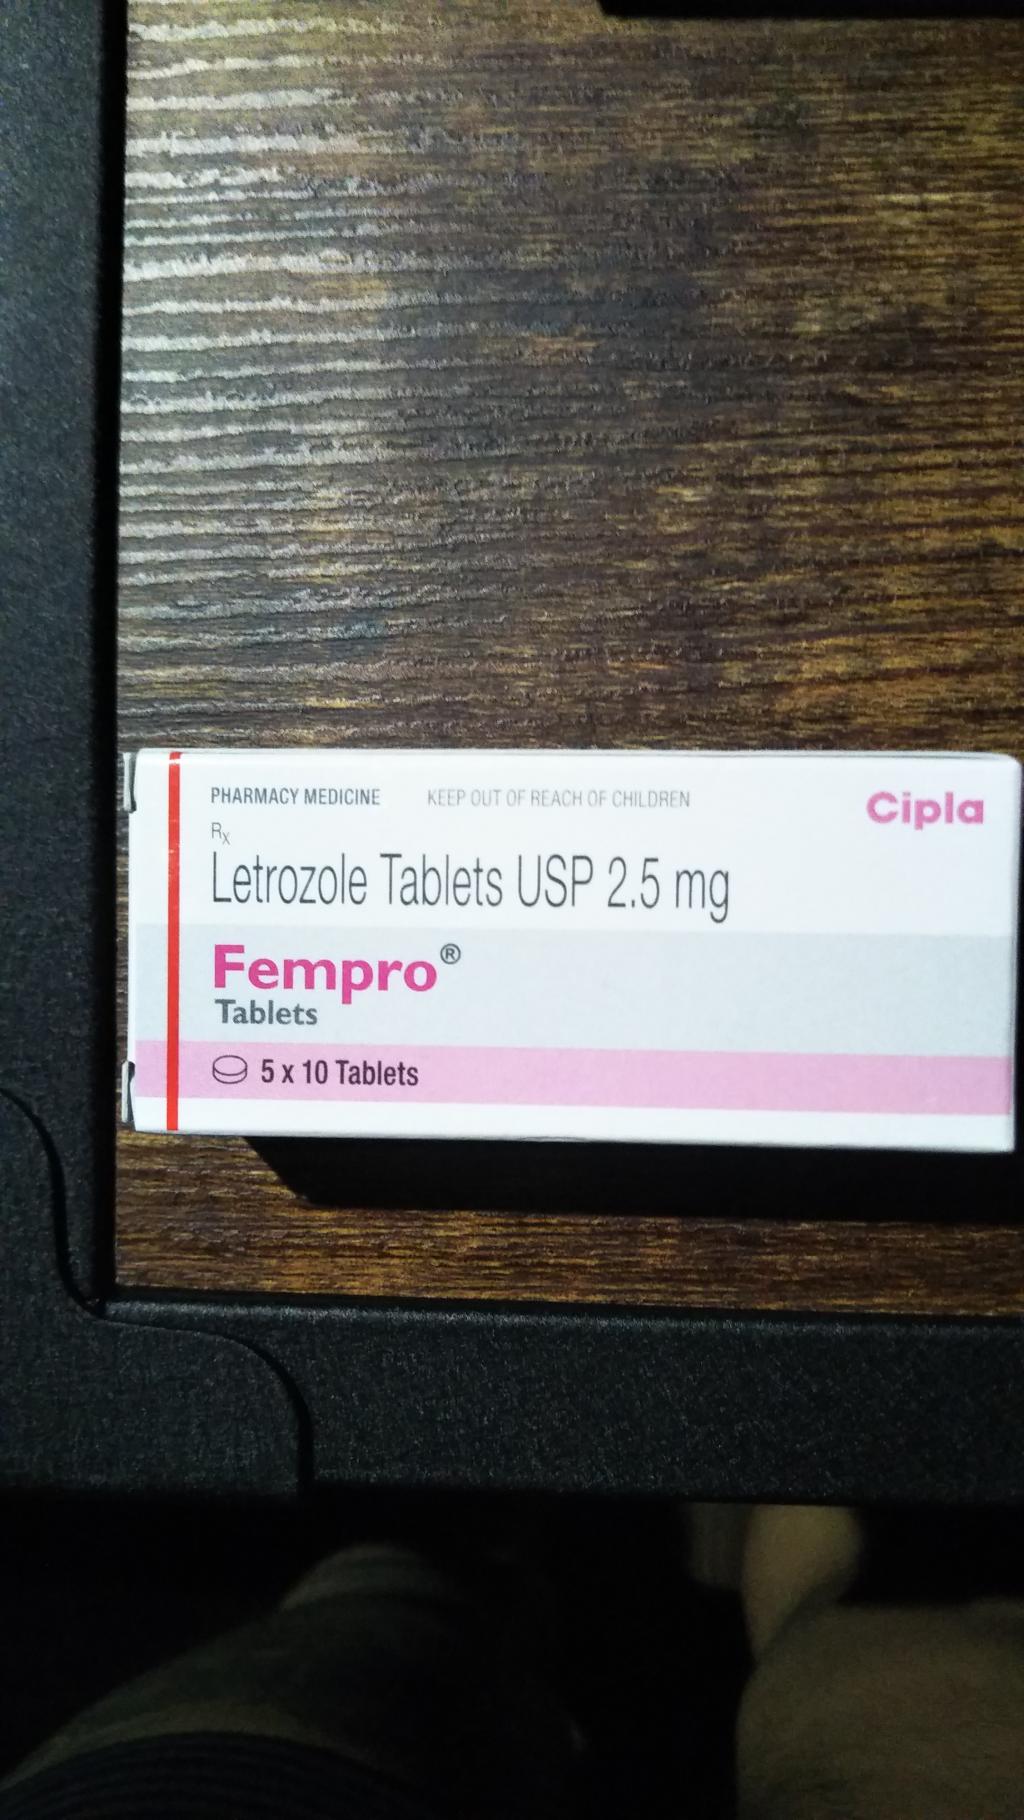 PHARMACY MEDICINE KEEP OUT OF REACH OF CHILDREN
Cipla
Rx
Letrozole Tablets USP 2.5 mg
Fempro®
Tablets
5 x 10 Tablets